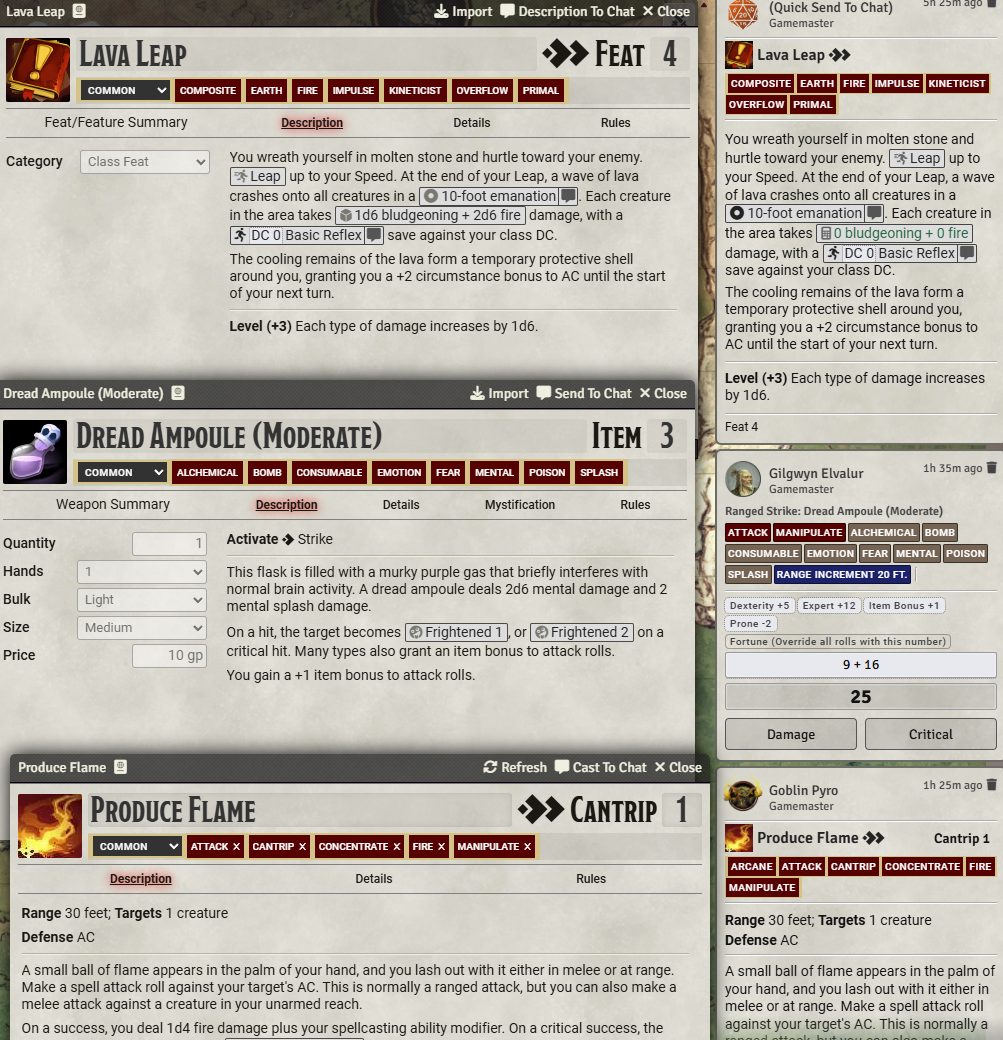 Lava Leap Import Description To Chat Close
LAVA LEAP FEAT 4
COMMON COMPOSITE EARTH FIRE IMPULSE KINETICIST OVERFLOW PRIMAL
Feat/Feature Summary Description Details Rules
Category Class Feat
You wreath yourself in molten stone and hurtle toward your enemy.
Leap up to your Speed. At the end of your Leap, a wave of lava
crashes onto all creatures in a 10-foot emanation. Each creature
in the area takes 1d6 bludgeoning + 2d6 fire damage, with a
DC 0 Basic Reflex save against your class DC.
The cooling remains of the lava form a temporary protective shell
around you, granting you a +2 circumstance bonus to AC until the start
of your next turn.
Level (+3) Each type of damage increases by 1d6.
Dread Ampoule (Moderate) Import Send To Chat Close
DREAD AMPOULE (MODERATE) ITEM 3
COMMON ALCHEMICAL BOMB CONSUMABLE EMOTION FEAR MENTAL POISON SPLASH
Weapon Summary Description Details Mystification Rules
Quantity 1
Hands 1
Bulk Light
Size Medium
Price 10 gp
Activate Strike
This flask is filled with a murky purple gas that briefly interferes with
normal brain activity. A dread ampoule deals 2d6 mental damage and 2
mental splash damage.
On a hit, the target becomes Frightened 1, or Frightened 2 on a
critical hit. Many types also grant an item bonus to attack rolls.
You gain a +1 item bonus to attack rolls.
Produce Flame Refresh Cast To Chat Close
PRODUCE FLAME CANTRIP 1
COMMON ATTACK X CANTRIP X CONCENTRATE X FIRE X MANIPULATE X
Description Details Rules
Range 30 feet; Targets 1 creature
Defense AC
A small ball of flame appears in the palm of your hand, and you lash out with it either in melee or at range.
Make a spell attack roll against your target's AC. This is normally a ranged attack, but you can also make a
melee attack against a creature in your unarmed reach.
On a success, you deal 1d4 fire damage plus your spellcasting ability modifier. On a critical success, the
(Quick Send To Chat) 5h 25m ago
Gamemaster
Lava Leap
COMPOSITE EARTH FIRE IMPULSE KINETICIST
OVERFLOW PRIMAL
You wreath yourself in molten stone and
hurtle toward your enemy. Leap up to
your Speed. At the end of your Leap, a wave
of lava crashes onto all creatures in a
10-foot emanation. Each creature in
the area takes 0 bludgeoning + 0 fire
damage, with a DC 0 Basic Reflex
save against your class DC.
The cooling remains of the lava form a
temporary protective shell around you,
granting you a +2 circumstance bonus to
AC until the start of your next turn.
Level (+3) Each type of damage increases
by 1d6.
Feat 4
Gilgwyn Elvalur 1h 35m ago
Gamemaster
Ranged Strike: Dread Ampoule (Moderate)
ATTACK MANIPULATE ALCHEMICAL BOMB
CONSUMABLE EMOTION FEAR MENTAL POISON
SPLASH RANGE INCREMENT 20 FT.
Dexterity +5 Expert +12 Item Bonus +1
Prone -2
Fortune (Override all rolls with this number)
9 + 16
25
Damage Critical
Goblin Pyro 1h 25m ago
Gamemaster
Produce Flame Cantrip 1
ARCANE ATTACK CANTRIP CONCENTRATE FIRE
MANIPULATE
Range 30 feet; Targets 1 creature
Defense AC
A small ball of flame appears in the palm of
your hand, and you lash out with it either in
melee or at range. Make a spell attack roll
against your target's AC. This is normally a
ranged attack, but you can also make a